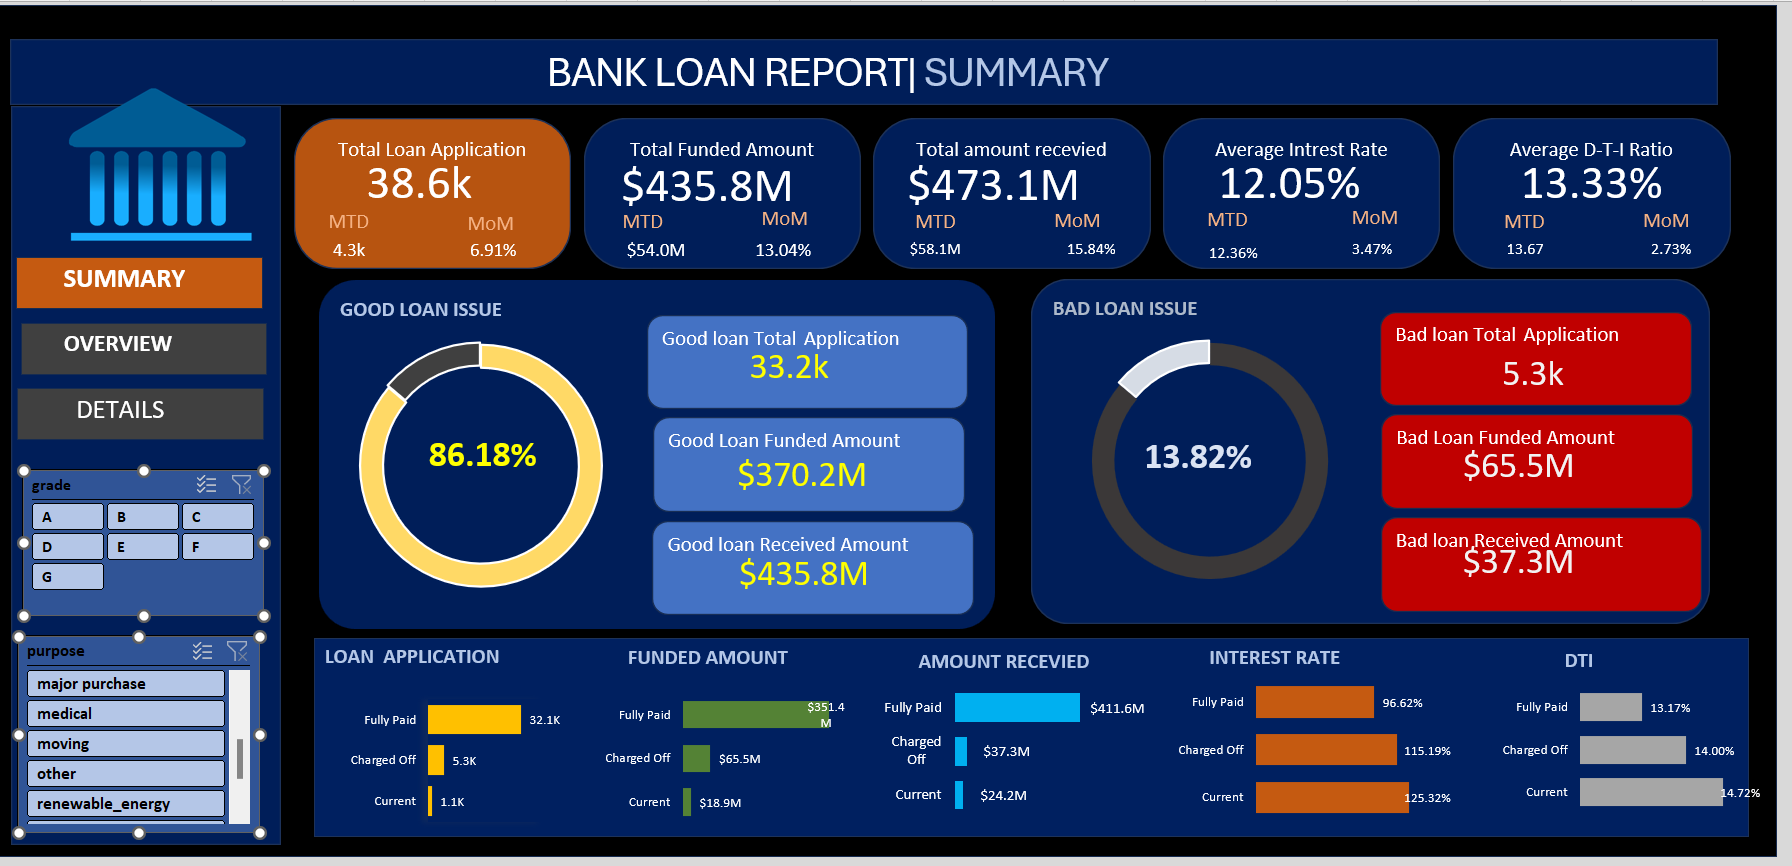 BANK LOAN REPORT| SUMMARY
SUMMARY
OVERVIEW
DETAILS
grade
A B C
D E F
G
purpose
major purchase
medical
moving
other
renewable_energy
Total Loan Application
38.6k
MTD MoM
4.3k 6.91%
Total Funded Amount
$435.8M
MTD MoM
$54.0M 13.04%
Total amount recevied
$473.1M
MTD MoM
$58.1M 15.84%
Average Intrest Rate
12.05%
MTD MoM
12.36% 3.47%
Average D-T-I Ratio
13.33%
MTD MoM
13.67 2.73%
GOOD LOAN ISSUE
86.18%
Good loan Total Application
33.2k
Good Loan Funded Amount
$370.2M
Good loan Received Amount
$435.8M
BAD LOAN ISSUE
13.82%
Bad loan Total Application
5.3k
Bad Loan Funded Amount
$65.5M
Bad loan Received Amount
$37.3M
LOAN APPLICATION
Fully Paid 32.1K
Charged Off 5.3K
Current 1.1K
FUNDED AMOUNT
Fully Paid $351.4
M
Charged Off $65.5M
Current $18.9M
AMOUNT RECEVIED
Fully Paid $411.6M
Charged
Off $37.3M
Current $24.2M
INTEREST RATE
Fully Paid 96.62%
Charged Off 115.19%
Current 125.32%
DTI
Fully Paid 13.17%
Charged Off 14.00%
Current 14.72%